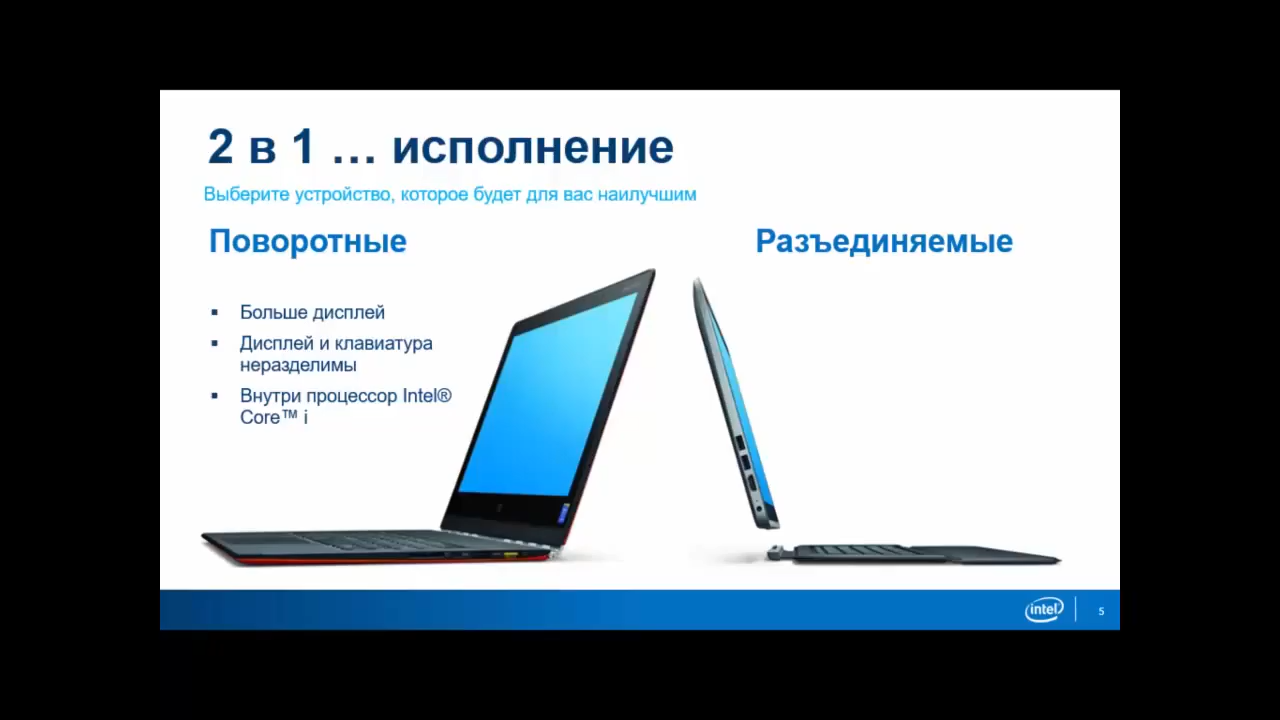 2 в 1 ... исполнение
Выберите устройство, которое будет для вас наилучшим
Поворотные
Разъединяемые
▪ Больше дисплей
▪ Дисплей и клавиатура
неразделимы
▪ Внутри процессор Intel®
Core™ i
intel
5